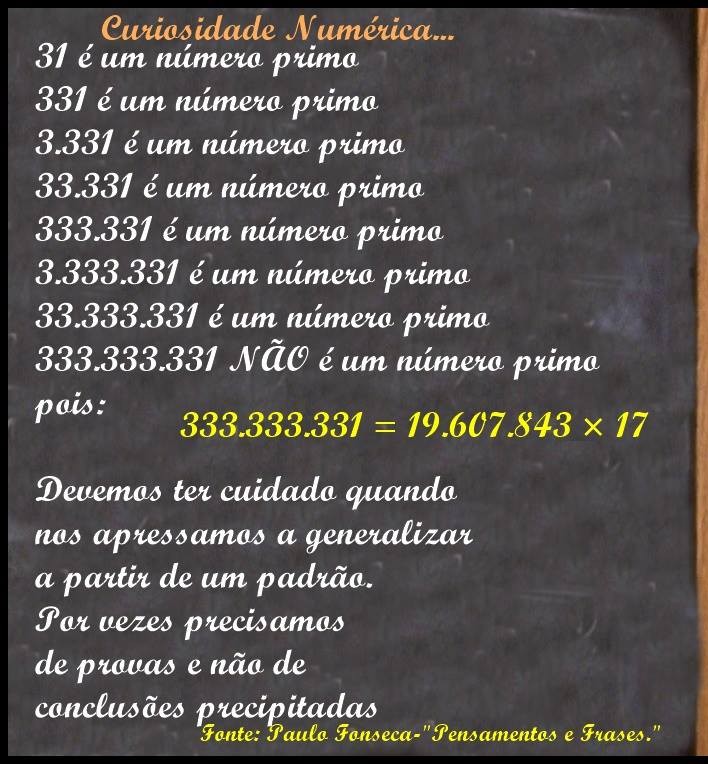 Curiosidade Numérica...
31 é um número primo
331 é um número primo
3.331 é um número primo
33.331 é um número primo
333.331 é um número primo
3.333.331 é um número primo
33.333.331 é um número primo
333.333.331 NÃO é um número primo
pois:
333.333.331 = 19.607.843 × 17
Devemos ter cuidado quando
nos apressamos a generalizar
a partir de um padrão.
Por vezes precisamos
de provas e não de
conclusões precipitadas
Fonte: Paulo Fonseca-"Pensamentos e Frases."